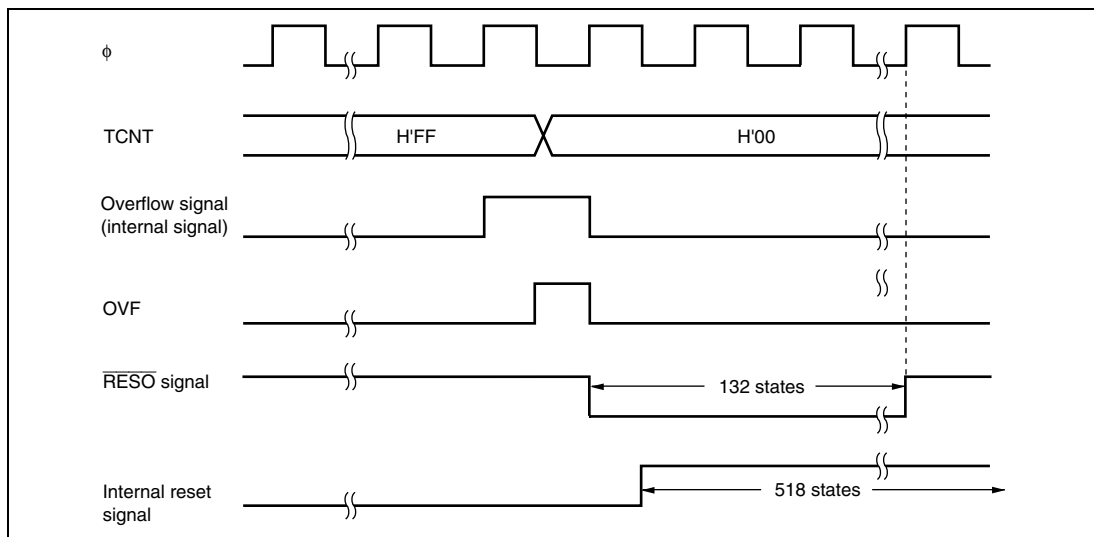 ϕ
TCNT
H'FF
H'00
Overflow signal
(internal signal)
OVF
RESO signal
132 states
Internal reset
signal
518 states